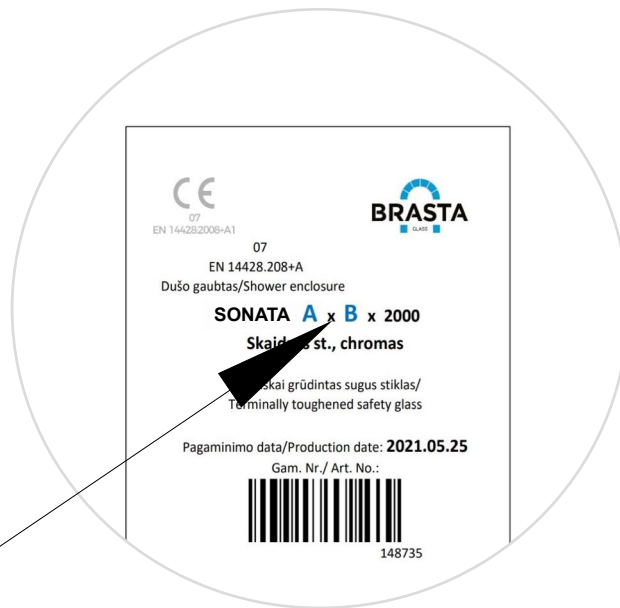 CE
07
EN 14428:2008+A1
BRASTA
GLASS
07
EN 14428.208+A
Dušo gaubtas/Shower enclosure
SONATA A x B x 2000
st., chromas
grūdintas sugus stiklas/
Terminally toughened safety glass
Pagaminimo data/Production date: 2021.05.25
Gam. Nr./ Art. No.:
148735